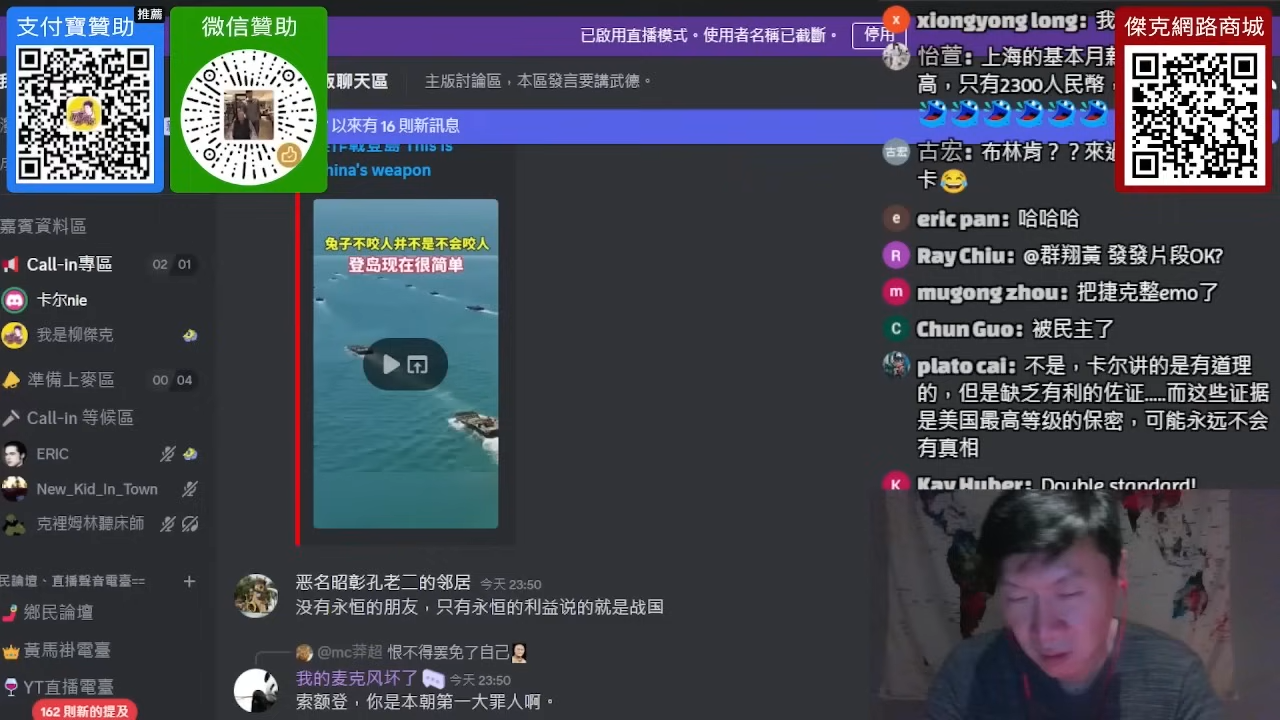 支付寶贊助
推薦
微信贊助
傑克網路商城
已啟用直播模式。使用者名稱已截斷。
停用
版聊天區
主版討論區，本區發言要講武德。
以來有 16 則新訊息
This is
hina's weapon
兔子不咬人并不是不会咬人
登岛现在很简单
恶名昭彰孔老二的邻居 今天 23:50
没有永恒的朋友，只有永恒的利益说的就是战国
@mc莽超 恨不得罢免了自己
我的麦克风坏了 今天 23:50
索额登，你是本朝第一大罪人啊。
嘉賓資料區
Call-in專區 02 01
卡尔nie
我是柳傑克
準備上麥區 00 04
Call-in 等候區
ERIC
New_Kid_In_Town
克裡姆林聽床師
民論壇、直播聲音電臺==
鄉民論壇
黃馬褂電臺
YT直播電臺
162 則新的提及
xiongyong long: 我
怡萱: 上海的基本月薪
高，只有2300人民幣
古宏: 布林肯？？來
卡😂
eric pan: 哈哈哈
Ray Chiu: @群翔黃 發發片段OK?
mugong zhou: 把捷克整emo了
Chun Guo: 被民主了
plato cai: 不是，卡尔讲的是有道理
的，但是缺乏有利的佐证.....而这些证据
是美国最高等级的保密，可能永远不会
有真相
Kay Huber: Double standard!